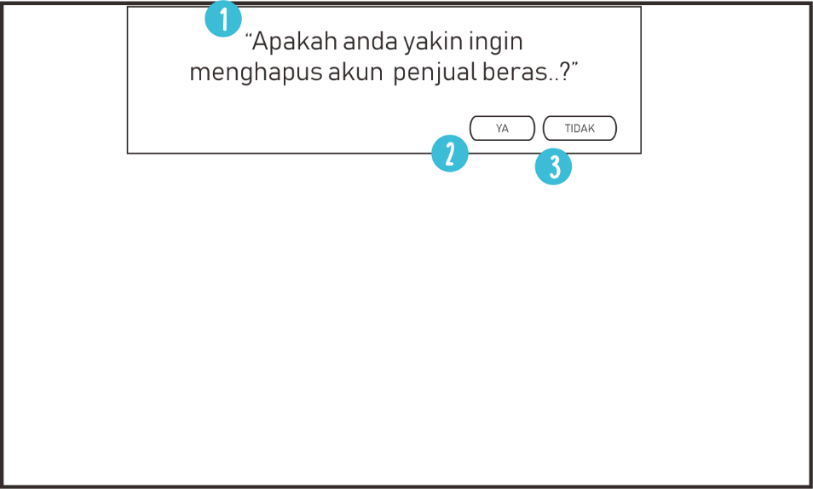 1
“Apakah anda yakin ingin
menghapus akun penjual beras..?”
YA TIDAK
2 3